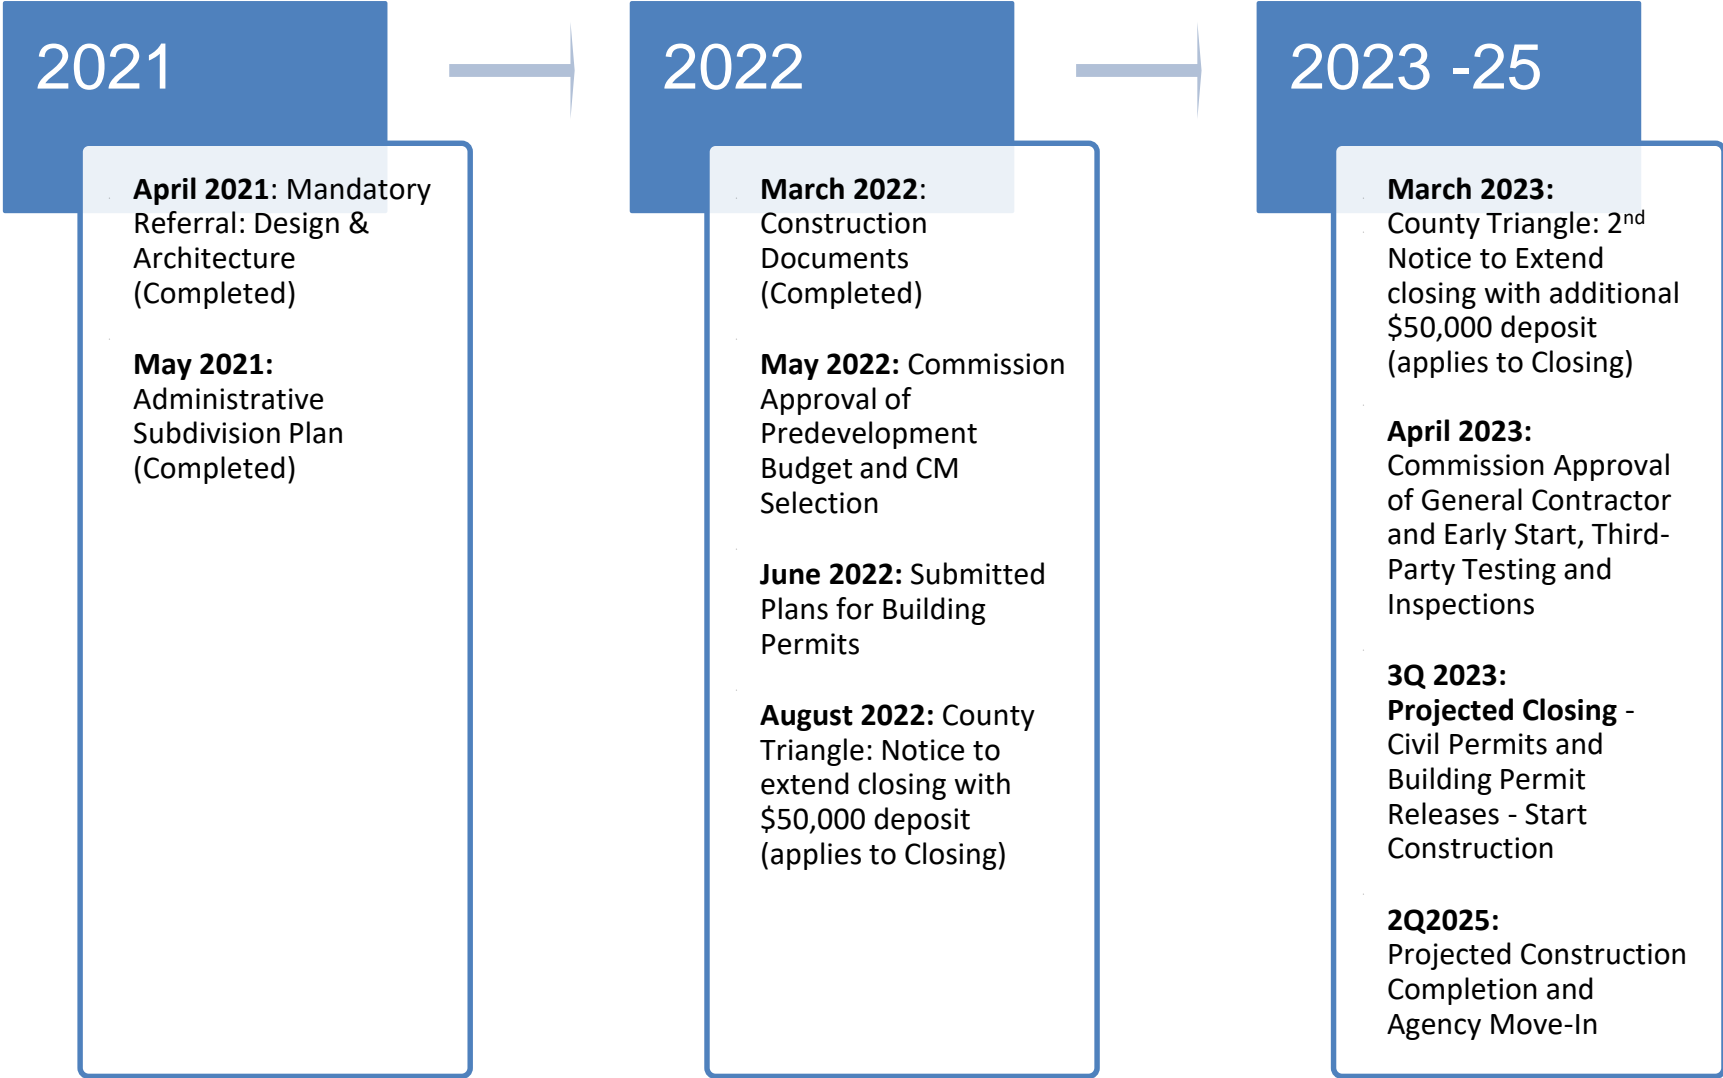 2021
April 2021: Mandatory
Referral: Design &
Architecture
(Completed)
May 2021:
Administrative
Subdivision Plan
(Completed)
2022
March 2022:
Construction
Documents
(Completed)
May 2022: Commission
Approval of
Predevelopment
Budget and CM
Selection
June 2022: Submitted
Plans for Building
Permits
August 2022: County
Triangle: Notice to
extend closing with
$50,000 deposit
(applies to Closing)
2023 -25
March 2023:
County Triangle: 2nd
Notice to Extend
closing with additional
$50,000 deposit
(applies to Closing)
April 2023:
Commission Approval
of General Contractor
and Early Start, Third-
Party Testing and
Inspections
3Q 2023:
Projected Closing -
Civil Permits and
Building Permit
Releases - Start
Construction
2Q2025:
Projected Construction
Completion and
Agency Move-In